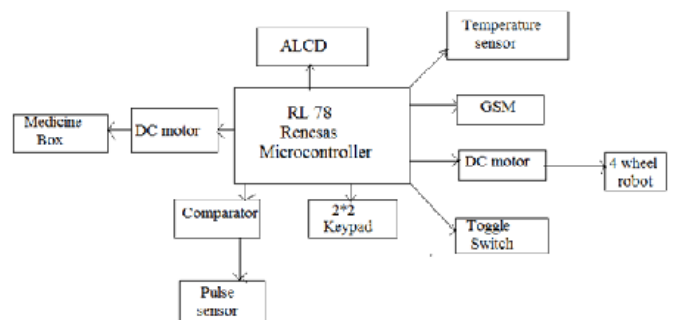 Temperature
sensor
ALCD
RL 78
Renesas
Microcontroller
GSM
Medicine
Box
DC motor
DC motor
4 wheel
robot
Comparator
2*2
Keypad
Toggle
Switch
Pulse
sensor